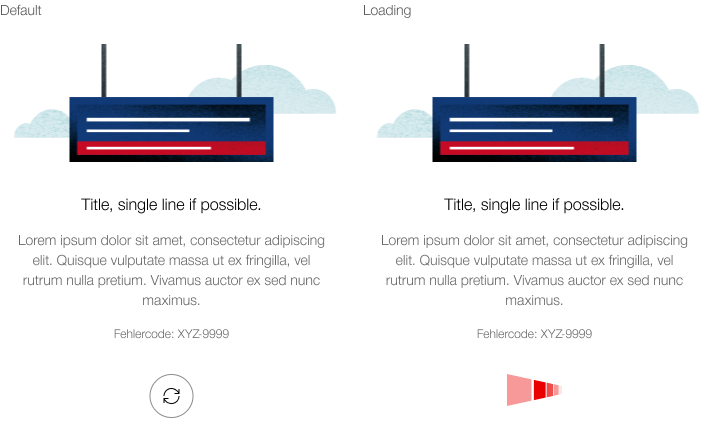 Default
Loading
Title, single line if possible.
Lorem ipsum dolor sit amet, consectetur adipiscing
elit. Quisque vulputate massa ut ex fringilla, vel
rutrum nulla pretium. Vivamus auctor ex sed nunc
maximus.
Fehlercode: XYZ-9999
Title, single line if possible.
Lorem ipsum dolor sit amet, consectetur adipiscing
elit. Quisque vulputate massa ut ex fringilla, vel
rutrum nulla pretium. Vivamus auctor ex sed nunc
maximus.
Fehlercode: XYZ-9999